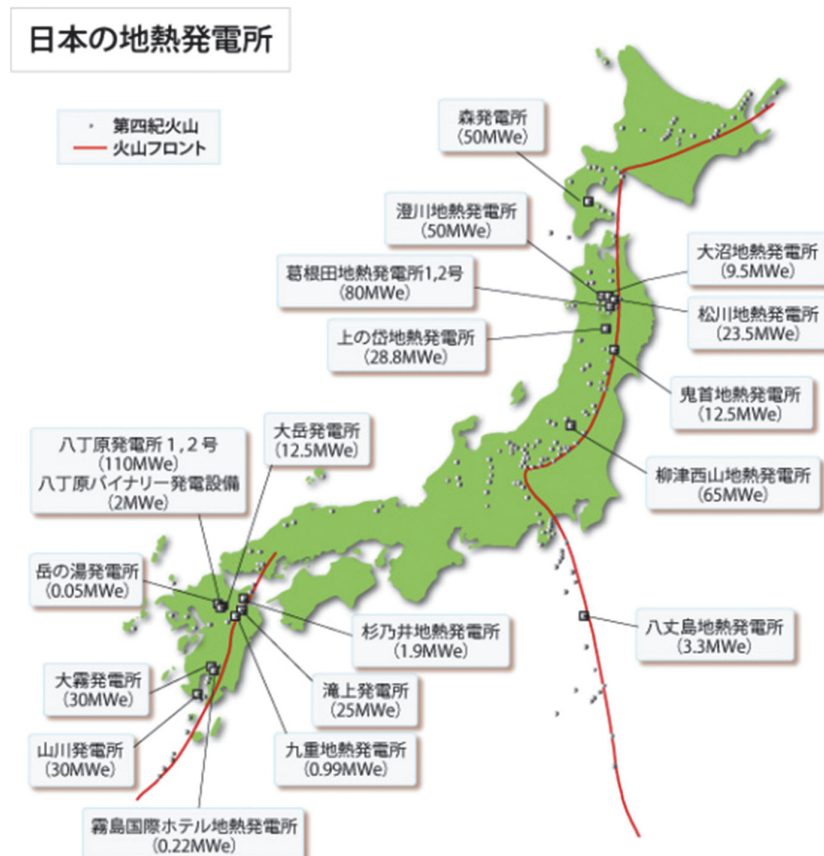 日本の地熱発電所
第四紀火山
火山フロント
森発電所
(50MWe)
澄川地熱発電所
(50MWe)
大沼地熱発電所
(9.5MWe)
葛根田地熱発電所1,2号
(80MWe)
松川地熱発電所
(23.5MWe)
上の岱地熱発電所
(28.8MWe)
鬼首地熱発電所
(12.5MWe)
八丁原発電所1,2号
(110MWe)
八丁原バイナリー発電設備
(2MWe)
大岳発電所
(12.5MWe)
柳津西山地熱発電所
(65MWe)
岳の湯発電所
(0.05MWe)
杉乃井地熱発電所
(1.9MWe)
八丈島地熱発電所
(3.3MWe)
大霧発電所
(30MWe)
滝上発電所
(25MWe)
山川発電所
(30MWe)
九重地熱発電所
(0.99MWe)
霧島国際ホテル地熱発電所
(0.22MWe)